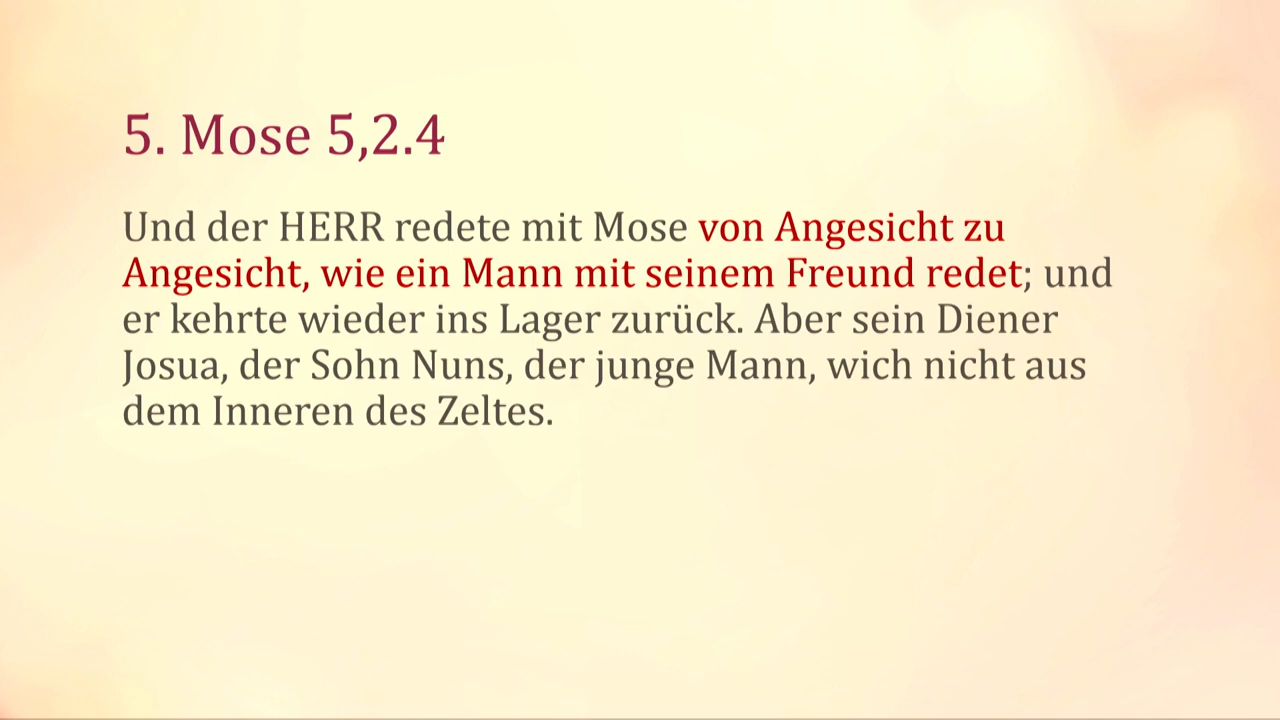 5. Mose 5,2.4
Und der HERR redete mit Mose von Angesicht zu
Angesicht, wie ein Mann mit seinem Freund redet; und
er kehrte wieder ins Lager zurück. Aber sein Diener
Josua, der Sohn Nuns, der junge Mann, wich nicht aus
dem Inneren des Zeltes.